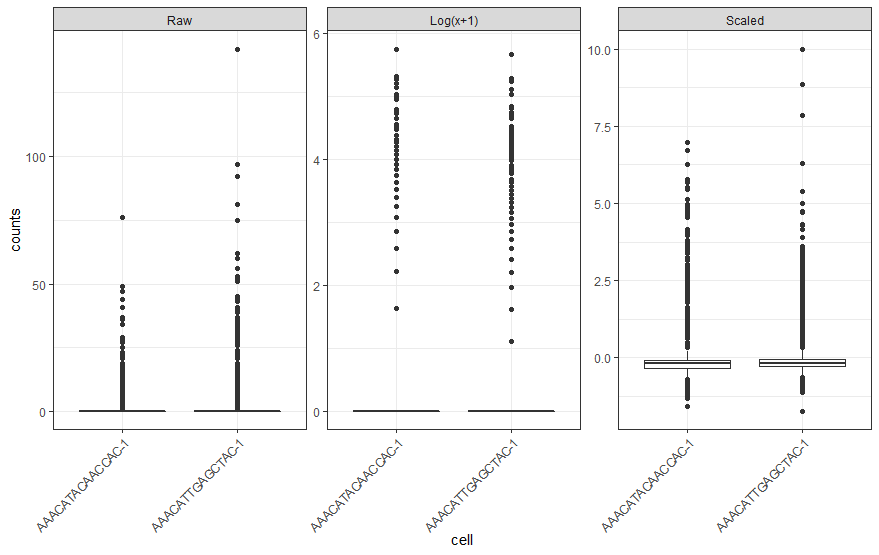 Raw
Log(x+1)
Scaled
counts
100
50
0
6
4
2
0
10.0
7.5
5.0
2.5
0.0
AAACATACAACCAC-1
AAACATTGAGCTAC-1
AAACATACAACCAC-1
AAACATTGAGCTAC-1
AAACATACAACCAC-1
AAACATTGAGCTAC-1
cell